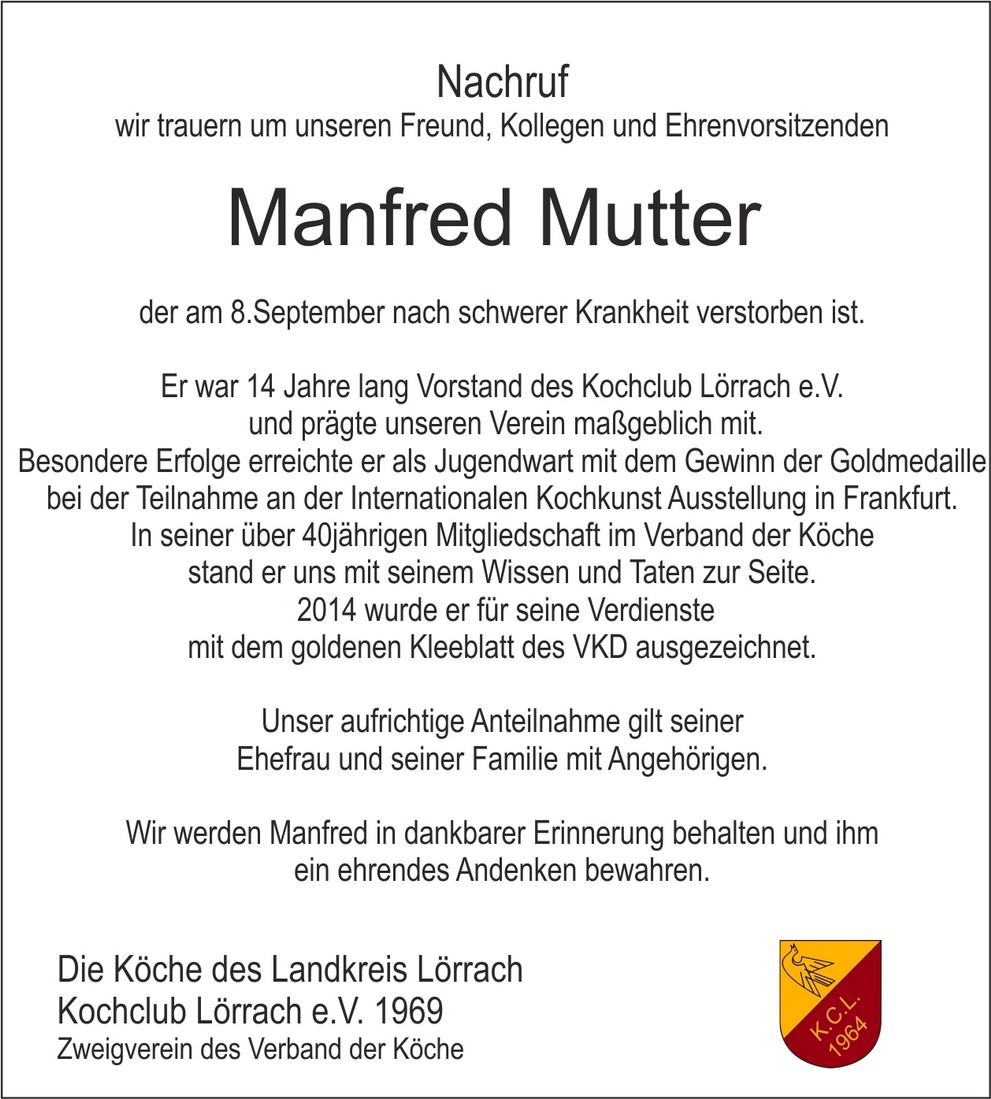 Nachruf
wir trauern um unseren Freund, Kollegen und Ehrenvorsitzenden
Manfred Mutter
der am 8.September nach schwerer Krankheit verstorben ist.
Er war 14 Jahre lang Vorstand des Kochclub Lörrach e.V.
und prägte unseren Verein maßgeblich mit.
Besondere Erfolge erreichte er als Jugendwart mit dem Gewinn der Goldmedaille
bei der Teilnahme an der Internationalen Kochkunst Ausstellung in Frankfurt.
In seiner über 40jährigen Mitgliedschaft im Verband der Köche
stand er uns mit seinem Wissen und Taten zur Seite.
2014 wurde er für seine Verdienste
mit dem goldenen Kleeblatt des VKD ausgezeichnet.
Unser aufrichtige Anteilnahme gilt seiner
Ehefrau und seiner Familie mit Angehörigen.
Wir werden Manfred in dankbarer Erinnerung behalten und ihm
ein ehrendes Andenken bewahren.
Die Köche des Landkreis Lörrach
Kochclub Lörrach e.V. 1969
Zweigverein des Verband der Köche
K.C.L.
1964